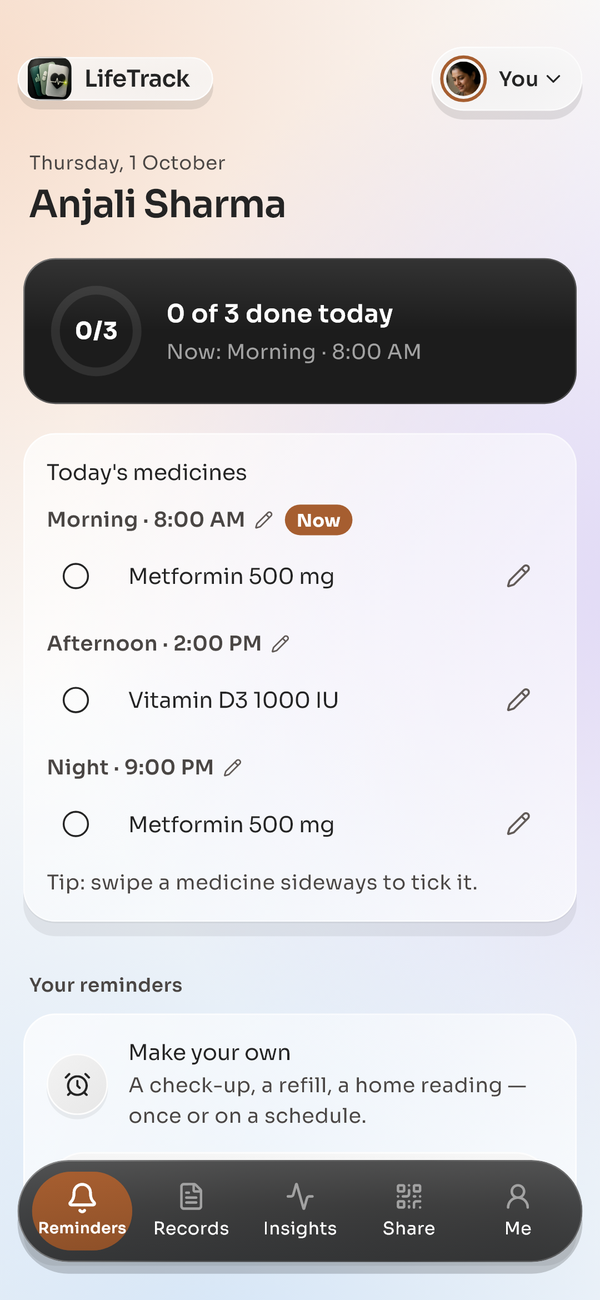 LifeTrack
You
Thursday, 1 October
Anjali Sharma
0/3
0 of 3 done today
Now: Morning · 8:00 AM
Today's medicines
Morning · 8:00 AM Now
Metformin 500 mg
Afternoon · 2:00 PM
Vitamin D3 1000 IU
Night · 9:00 PM
Metformin 500 mg
Tip: swipe a medicine sideways to tick it.
Your reminders
Make your own
A check-up, a refill, a home reading —
once or on a schedule.
Reminders Records Insights Share Me